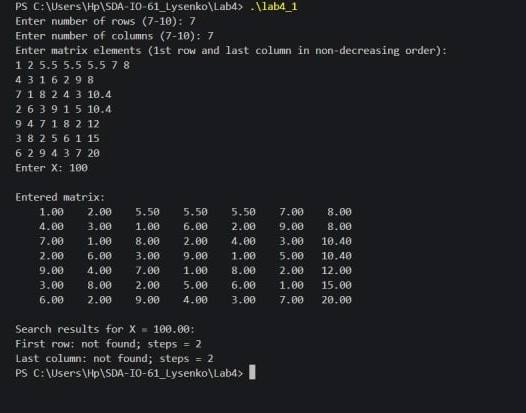 PS C:\Users\Hp\SDA-IO-61_Lysenko\Lab4> .\lab4_1
Enter number of rows (7-10): 7
Enter number of columns (7-10): 7
Enter matrix elements (1st row and last column in non-decreasing order):
1 2 5.5 5.5 5.5 7 8
4 3 1 6 2 9 8
7 1 8 2 4 3 10.4
2 6 3 9 1 5 10.4
9 4 7 1 8 2 12
3 8 2 5 6 1 15
6 2 9 4 3 7 20
Enter X: 100
Entered matrix:
1.00 2.00 5.50 5.50 5.50 7.00 8.00
4.00 3.00 1.00 6.00 2.00 9.00 8.00
7.00 1.00 8.00 2.00 4.00 3.00 10.40
2.00 6.00 3.00 9.00 1.00 5.00 10.40
9.00 4.00 7.00 1.00 8.00 2.00 12.00
3.00 8.00 2.00 5.00 6.00 1.00 15.00
6.00 2.00 9.00 4.00 3.00 7.00 20.00
Search results for X = 100.00:
First row: not found; steps = 2
Last column: not found; steps = 2
PS C:\Users\Hp\SDA-IO-61_Lysenko\Lab4>